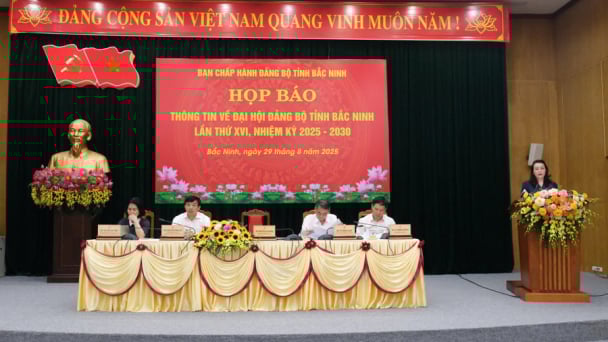 ĐẢNG CỘNG SẢN VIỆT NAM QUANG VINH MUÔN NĂM !
BAN CHẤP HÀNH ĐẢNG BỘ TỈNH BẮC NINH
HỌP BÁO
THÔNG TIN VỀ ĐẠI HỘI ĐẢNG BỘ TỈNH BẮC NINH
LẦN THỨ XVI, NHIỆM KỲ 2025 - 2030
Bắc Ninh, ngày 29 tháng 8 năm 2025